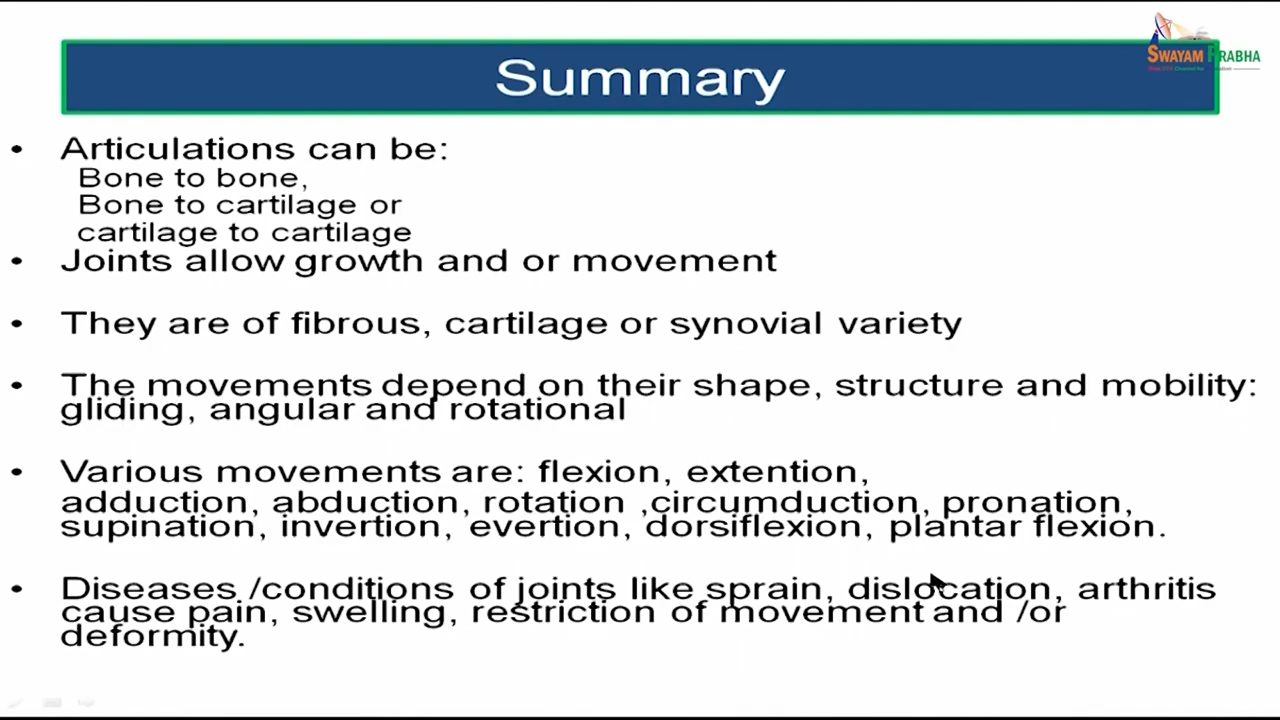 SWAYAM PRABHA
Summary
• Articulations can be:
Bone to bone,
Bone to cartilage or
cartilage to cartilage
• Joints allow growth and or movement
• They are of fibrous, cartilage or synovial variety
• The movements depend on their shape, structure and mobility:
gliding, angular and rotational
• Various movements are: flexion, extention,
adduction, abduction, rotation ,circumduction, pronation,
supination, invertion, evertion, dorsiflexion, plantar flexion.
• Diseases /conditions of joints like sprain, dislocation, arthritis
cause pain, swelling, restriction of movement and /or
deformity.